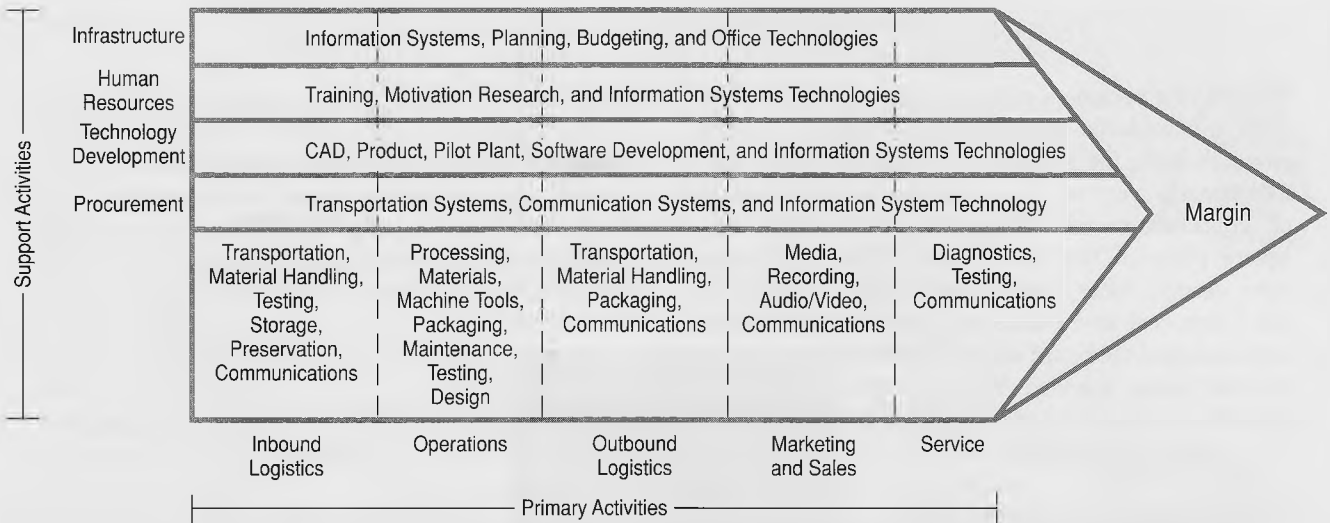 Support Activities
Infrastructure
Information Systems, Planning, Budgeting, and Office Technologies
Human
Resources
Training, Motivation Research, and Information Systems Technologies
Technology
Development
CAD, Product, Pilot Plant, Software Development, and Information Systems Technologies
Procurement
Transportation Systems, Communication Systems, and Information System Technology
Margin
Transportation,
Material Handling,
Testing,
Storage,
Preservation,
Communications
Processing,
Materials,
Machine Tools,
Packaging,
Maintenance,
Testing,
Design
Transportation,
Material Handling,
Packaging,
Communications
Media,
Recording,
Audio/Video,
Communications
Diagnostics,
Testing,
Communications
Inbound
Logistics
Operations
Outbound
Logistics
Marketing
and Sales
Service
Primary Activities